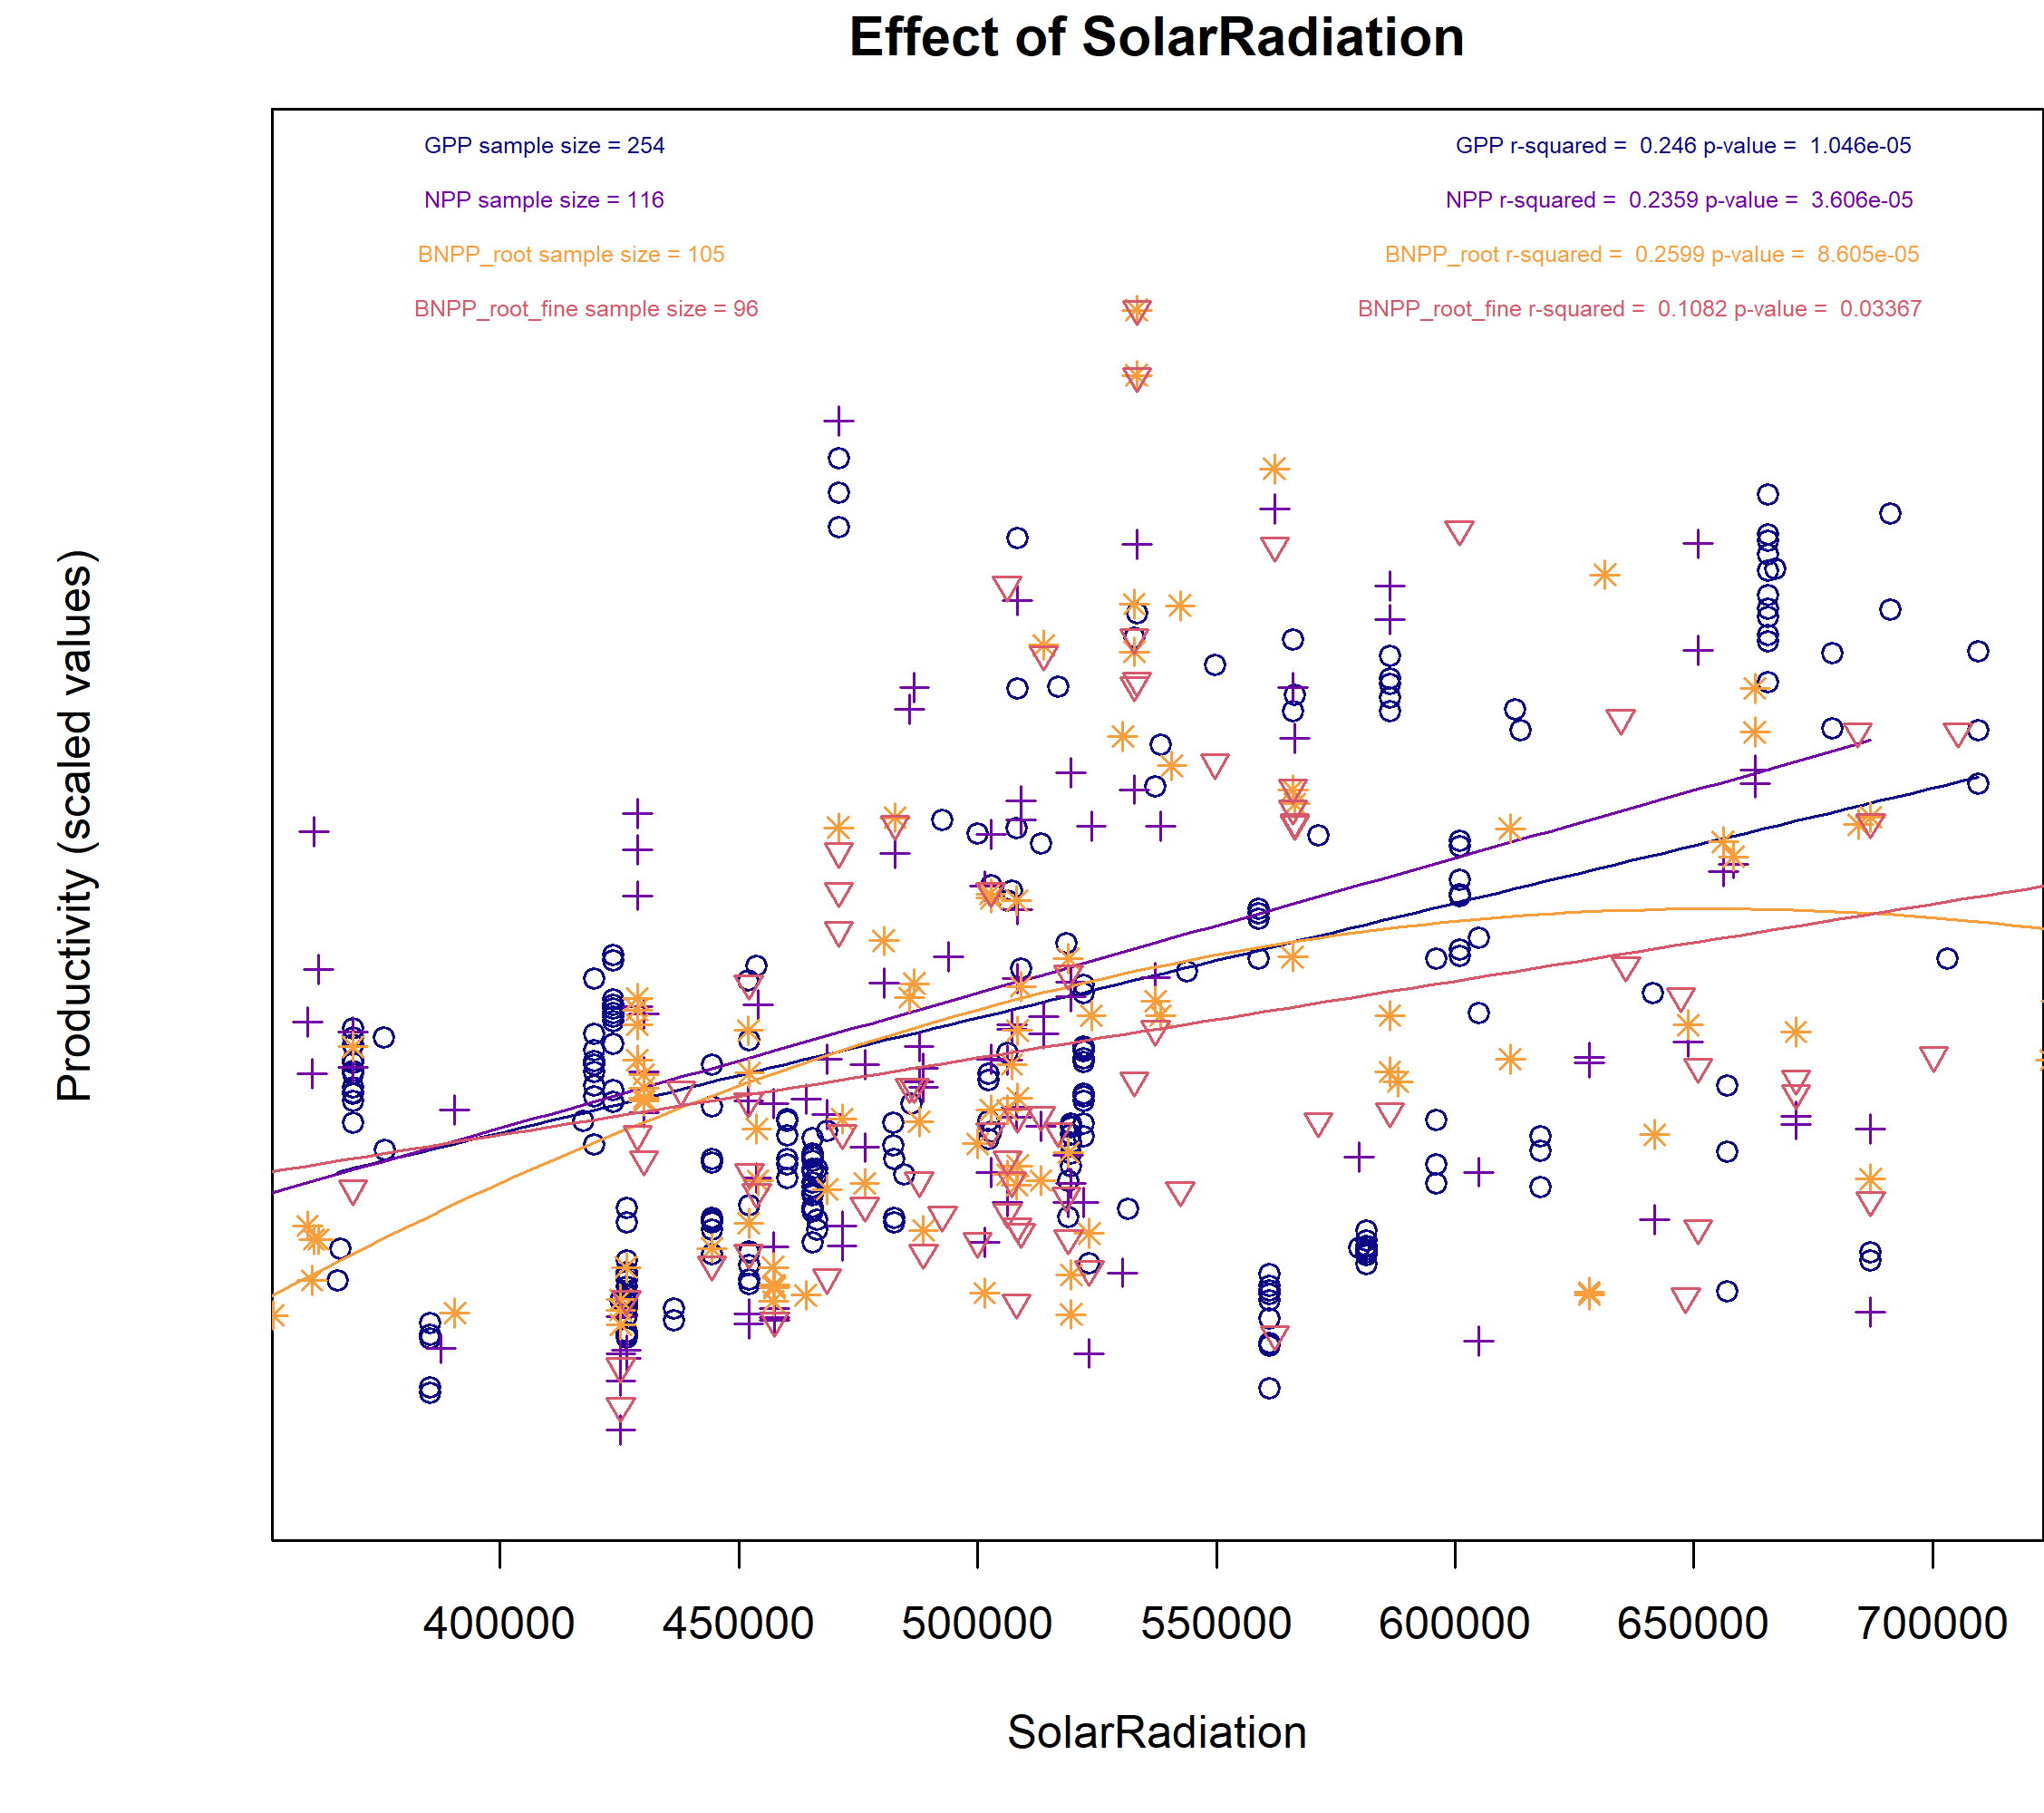 Effect of SolarRadiation
GPP sample size = 254
GPP r-squared =  0.246 p-value =  1.046e-05
NPP sample size = 116
NPP r-squared =  0.2359 p-value =  3.606e-05
BNPP_root sample size = 105
BNPP_root r-squared =  0.2599 p-value =  8.605e-05
BNPP_root_fine sample size = 96
BNPP_root_fine r-squared =  0.1082 p-value =  0.03367
Productivity (scaled values)
400000 450000 500000 550000 600000 650000 700000
SolarRadiation